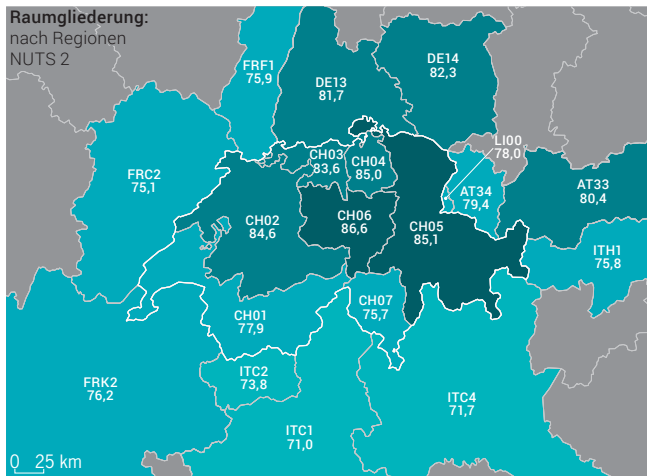 Raumgliederung:
nach Regionen
NUTS 2
FRF1
75,9
DE13
81,7
DE14
82,3
LI00
78,0
CH03
83,6
CH04
85,0
FRC2
75,1
AT34
79,4
AT33
80,4
CH02
84,6
CH06
86,6
CH05
85,1
ITH1
75,8
CH01
77,9
CH07
75,7
ITC2
73,8
FRK2
76,2
ITC4
71,7
ITC1
71,0
0 25 km